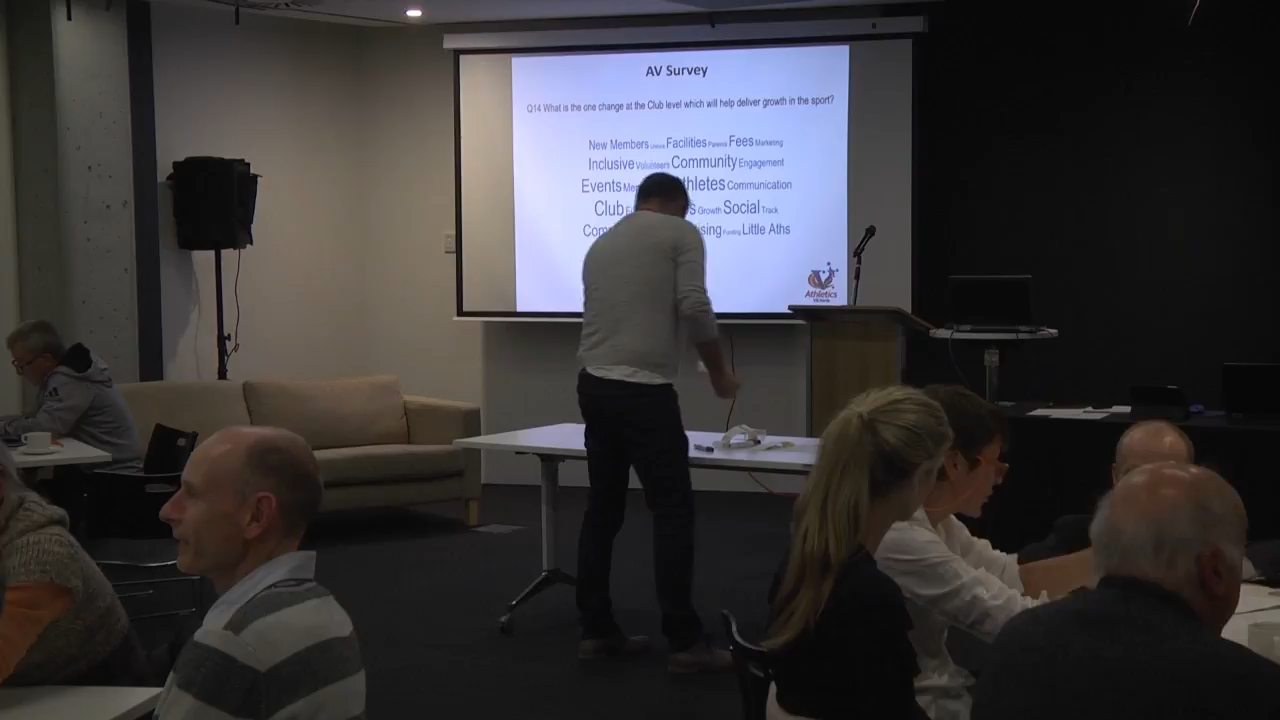 AV Survey
Q14 What is the one change at the Club level which will help deliver growth in the sport?
New Members Facilities Parents Fees Marketing
Inclusive Volunteers Community Engagement
Events Communication
Club Growth Social Track
Funding Little Aths
Athletics